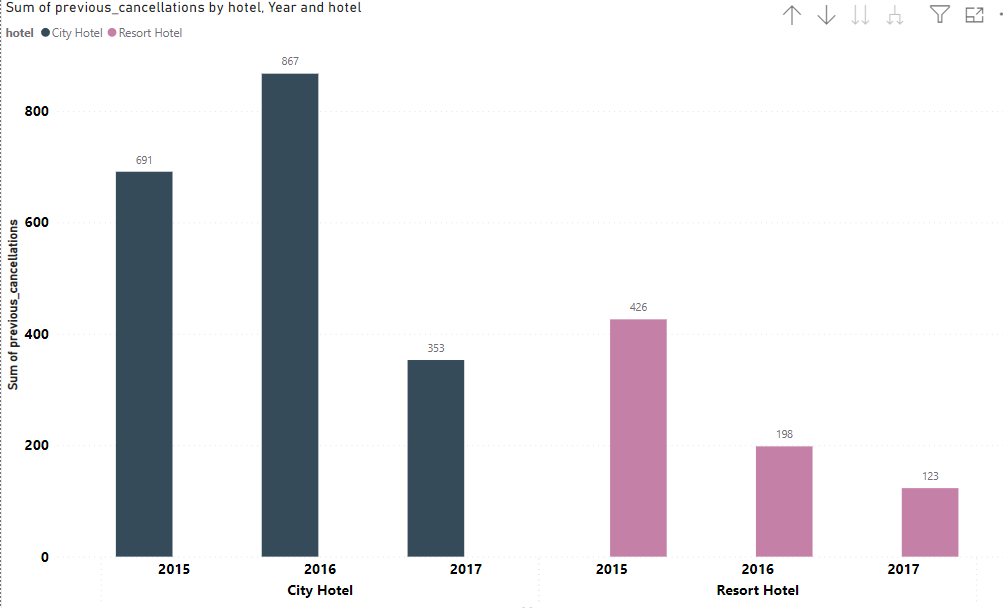 Sum of previous_cancellations by hotel, Year and hotel
hotel City Hotel Resort Hotel
Sum of previous_cancellations
800
600
400
200
0
691
867
353
426
198
123
2015 2016 2017 2015 2016 2017
City Hotel Resort Hotel